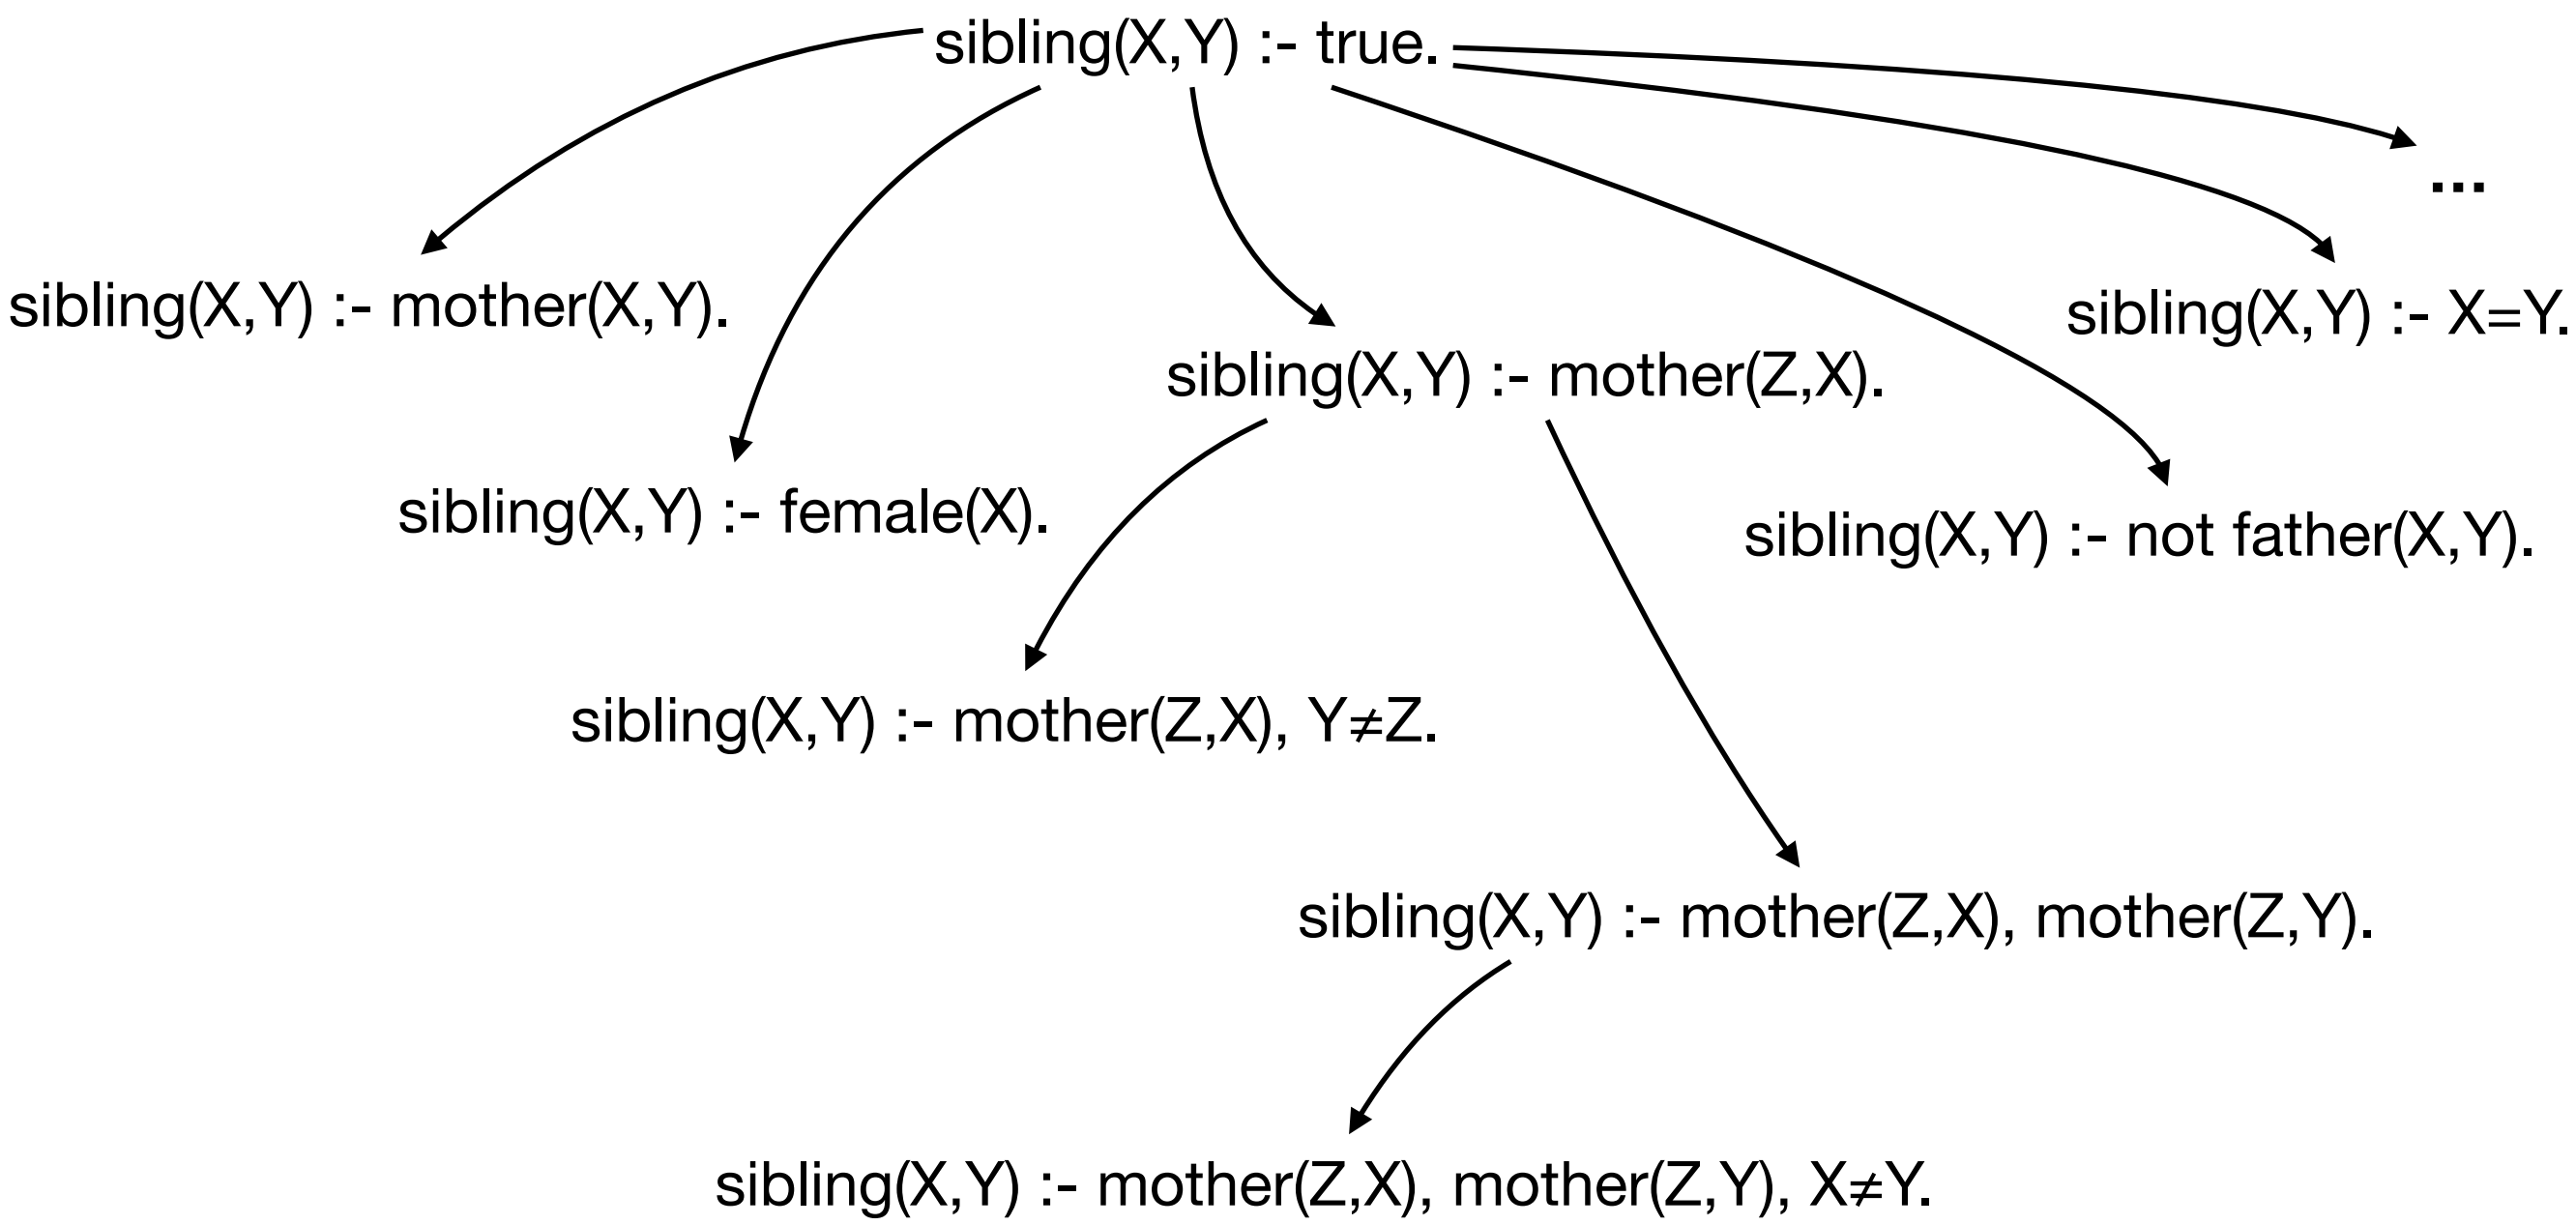 sibling(X,Y) :- true.
...
sibling(X,Y) :- mother(X,Y).
sibling(X,Y) :- X=Y.
sibling(X,Y) :- mother(Z,X).
sibling(X,Y) :- female(X).
sibling(X,Y) :- not father(X,Y).
sibling(X,Y) :- mother(Z,X), Y≠Z.
sibling(X,Y) :- mother(Z,X), mother(Z,Y).
sibling(X,Y) :- mother(Z,X), mother(Z,Y), X≠Y.